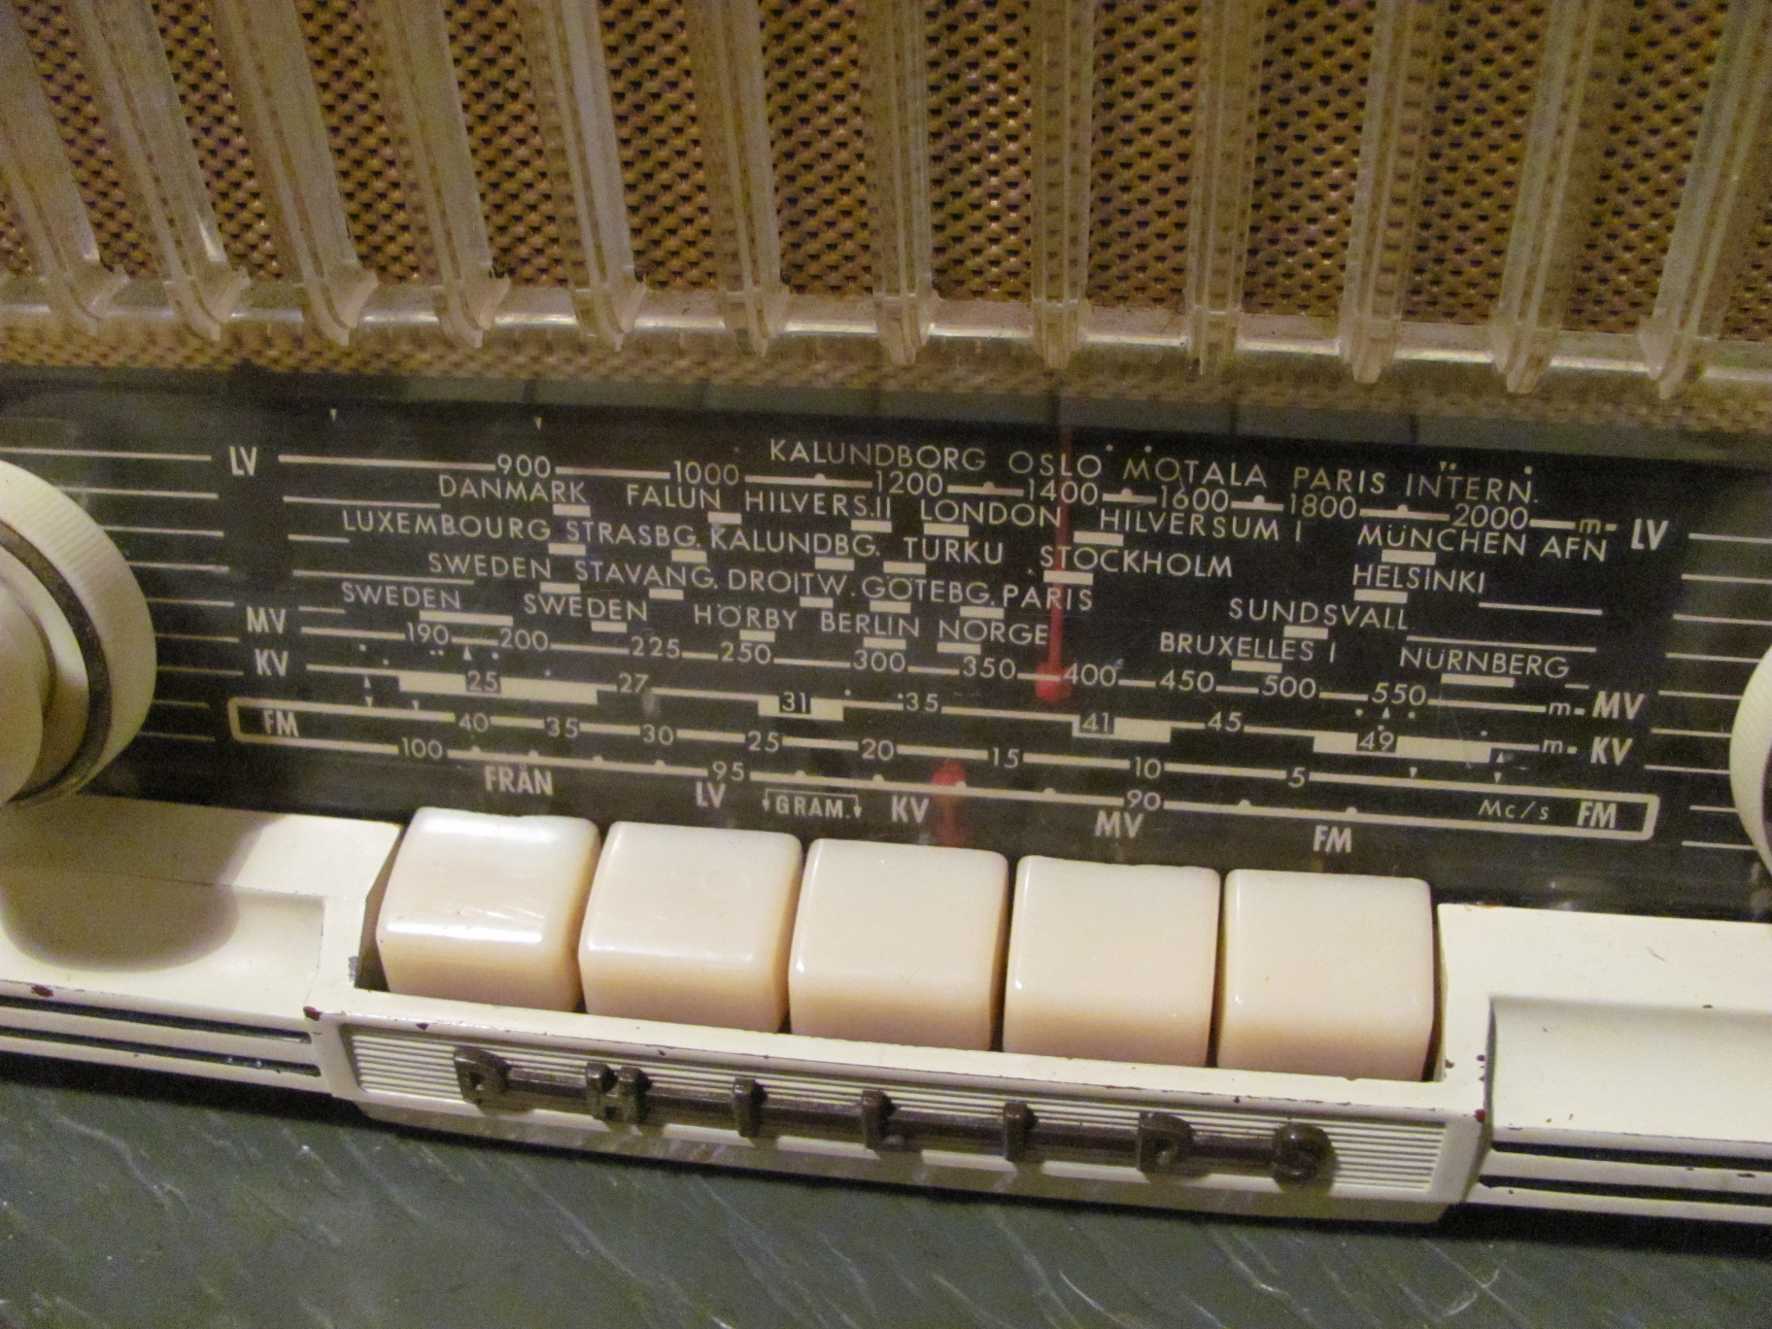 KALUNDBORG OSLO MOTALA PARIS INTERN.
LV 900 1000 1200 1400 1600 1800 2000 m- LV
DANMARK FALUN HILVERS.II LONDON HILVERSUM I MÜNCHEN AFN
LUXEMBOURG STRASBG. KALUNDBG. TURKU STOCKHOLM HELSINKI
SWEDEN STAVANG. DROITW. GÖTEBG. PARIS SUNDSVALL
SWEDEN SWEDEN HÖRBY BERLIN NORGE BRUXELLES I NÜRNBERG
MV 190 200 225 250 300 350 400 450 500 550 m- MV
KV 25 27 31 35 41 45 49 m- KV
FM 40 35 30 25 20 15 10 5
100 95 90 Mc/s FM
FRÅN LV GRAM. KV MV FM
PHILIPS